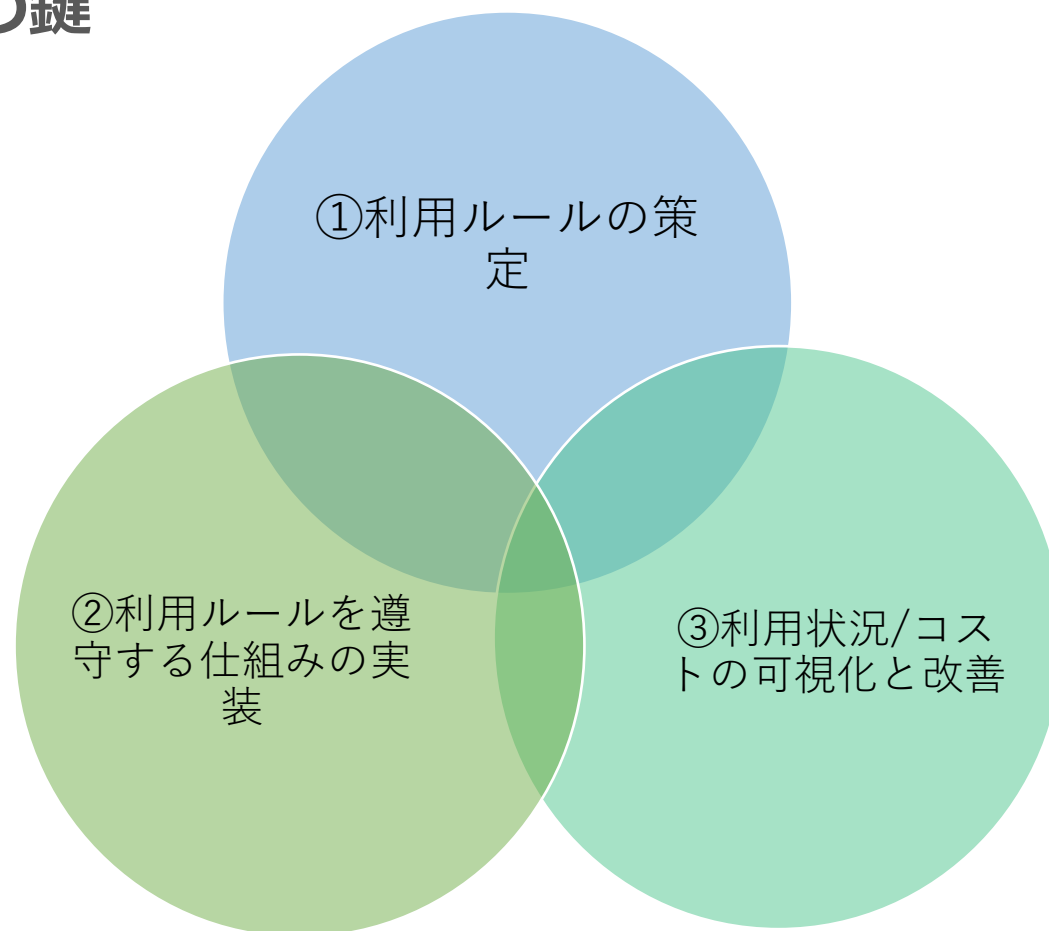 の鍵
①利用ルールの策
定
②利用ルールを遵
守する仕組みの実
装
③利用状況/コス
トの可視化と改善